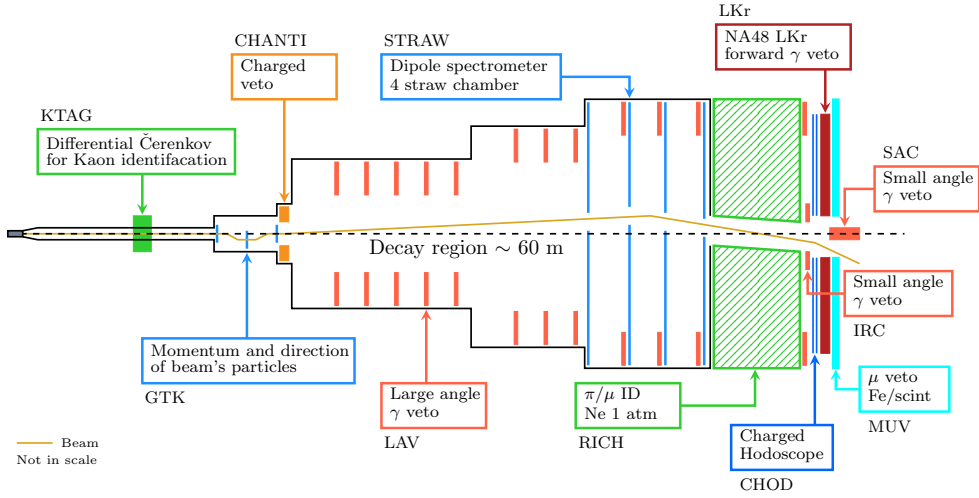 LKr
NA48 LKr
forward γ veto
CHANTI
Charged
veto
STRAW
Dipole spectrometer
4 straw chamber
KTAG
Differential Čerenkov
for Kaon identifacation
SAC
Small angle
γ veto
Decay region ∼ 60 m
Small angle
γ veto
IRC
Momentum and direction
of beam's particles
GTK
Large angle
γ veto
LAV
π/μ ID
Ne 1 atm
RICH
μ veto
Fe/scint
MUV
Charged
Hodoscope
CHOD
Beam
Not in scale